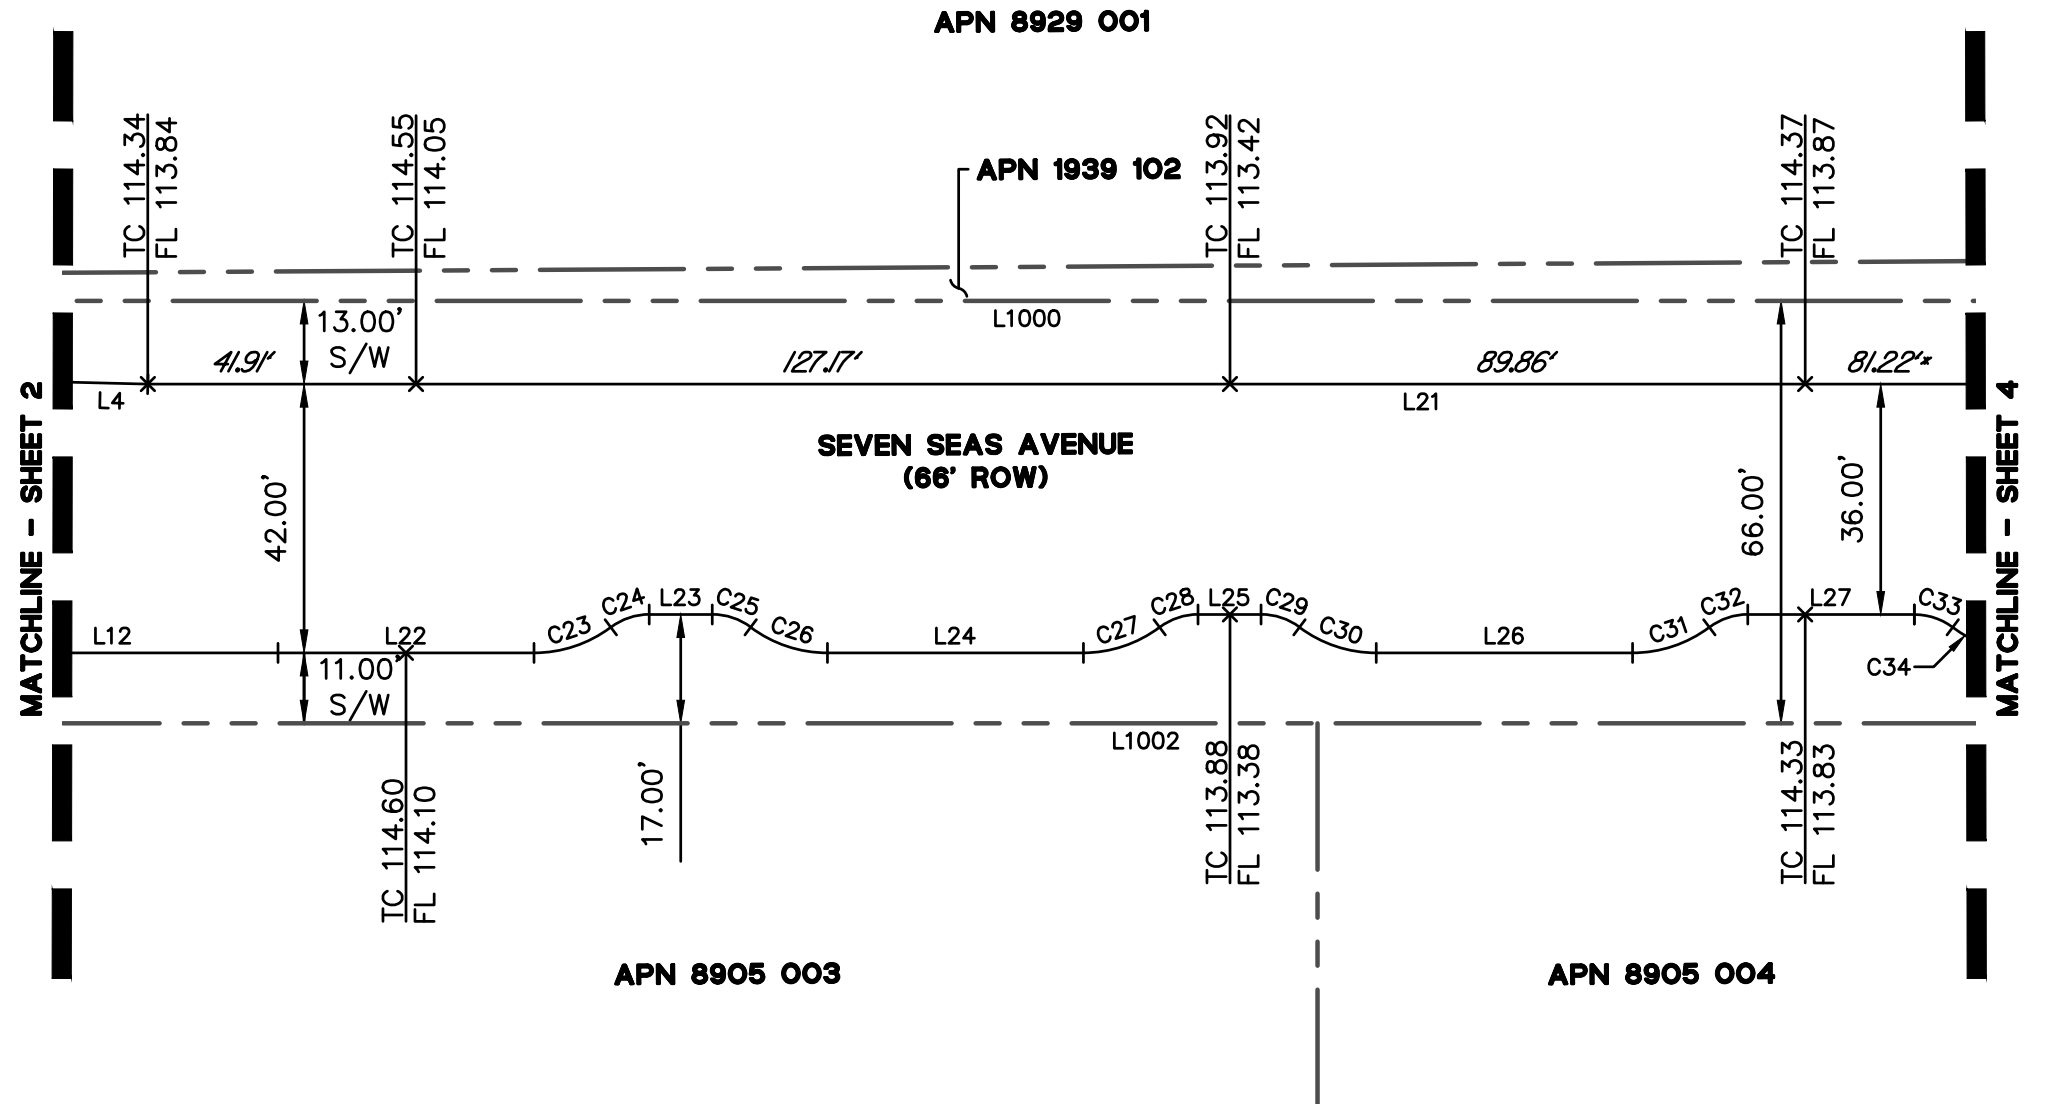 APN 8929 001
TC 114.34
FL 113.84
TC 114.55
FL 114.05
TC 113.92
FL 113.42
TC 114.37
FL 113.87
APN 1939 102
L1000
13.00'
S/W
41.91'
127.17'
89.86'
81.22'*
L4
L21
MATCHLINE - SHEET 2
MATCHLINE - SHEET 4
SEVEN SEAS AVENUE
(66' ROW)
42.00'
66.00'
36.00'
L12
L22
C23
C24
L23
C25
C26
L24
C27
C28
L25
C29
C30
L26
C31
C32
L27
C33
C34
11.00'
S/W
L1002
17.00'
TC 114.60
FL 114.10
TC 113.88
FL 113.38
TC 114.33
FL 113.83
APN 8905 003
APN 8905 004